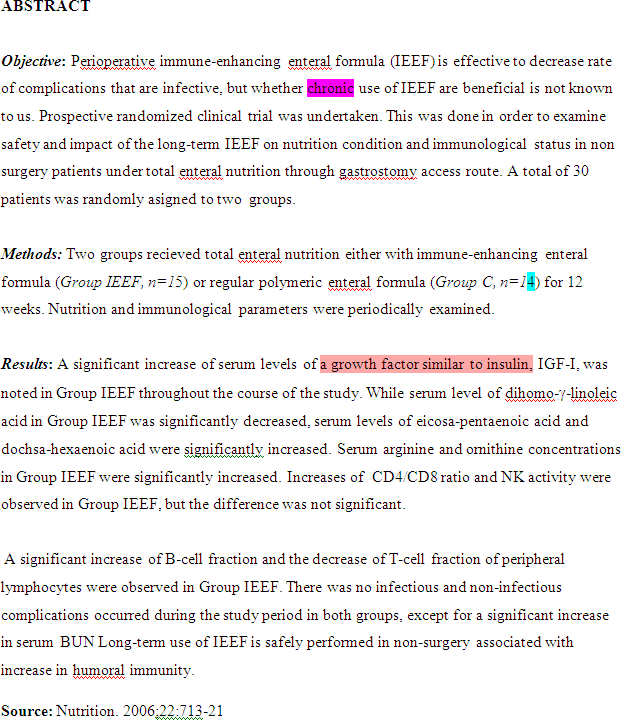 ABSTRACT
Objective: Perioperative immune-enhancing enteral formula (IEEF) is effective to decrease rate
of complications that are infective, but whether chronic use of IEEF are beneficial is not known
to us. Prospective randomized clinical trial was undertaken. This was done in order to examine
safety and impact of the long-term IEEF on nutrition condition and immunological status in non
surgery patients under total enteral nutrition through gastrostomy access route. A total of 30
patients was randomly asigned to two groups.
Methods: Two groups recieved total enteral nutrition either with immune-enhancing enteral
formula (Group IEEF, n=15) or regular polymeric enteral formula (Group C, n=14) for 12
weeks. Nutrition and immunological parameters were periodically examined.
Results: A significant increase of serum levels of a growth factor similar to insulin, IGF-I, was
noted in Group IEEF throughout the course of the study. While serum level of dihomo-γ-linoleic
acid in Group IEEF was significantly decreased, serum levels of eicosa-pentaenoic acid and
dochsa-hexaenoic acid were significantly increased. Serum arginine and ornithine concentrations
in Group IEEF were significantly increased. Increases of CD4/CD8 ratio and NK activity were
observed in Group IEEF, but the difference was not significant.
A significant increase of B-cell fraction and the decrease of T-cell fraction of peripheral
lymphocytes were observed in Group IEEF. There was no infectious and non-infectious
complications occurred during the study period in both groups, except for a significant increase
in serum BUN Long-term use of IEEF is safely performed in non-surgery associated with
increase in humoral immunity.
Source: Nutrition. 2006;22:713-21